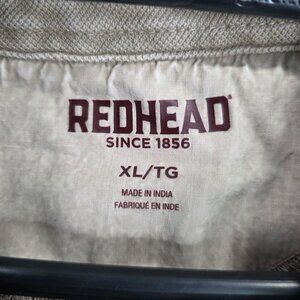 REDHEAD®
SINCE 1856
XL/TG
MADE IN INDIA
FABRIQUÉ EN INDE